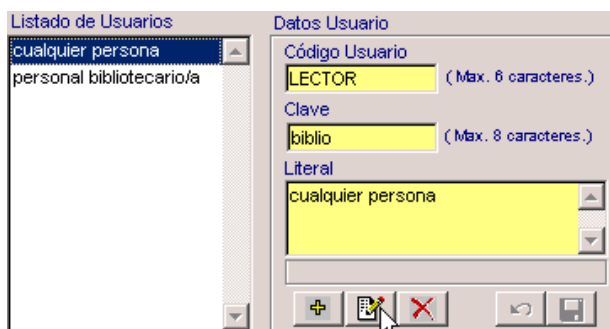 Listado de Usuarios
cualquier persona
personal bibliotecario/a
Datos Usuario
Código Usuario
LECTOR
(Max. 6 caracteres.)
Clave
biblio
(Max. 8 caracteres.)
Literal
cualquier persona